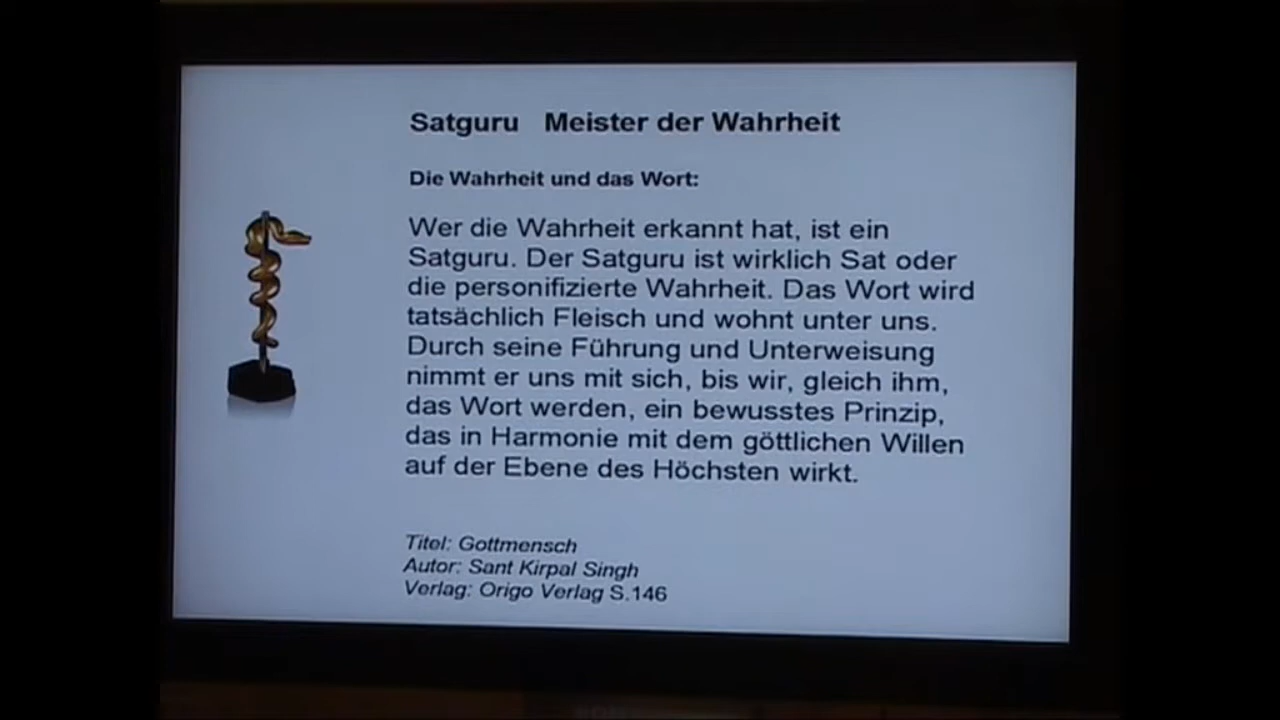 Satguru Meister der Wahrheit
Die Wahrheit und das Wort:
Wer die Wahrheit erkannt hat, ist ein
Satguru. Der Satguru ist wirklich Sat oder
die personifizierte Wahrheit. Das Wort wird
tatsächlich Fleisch und wohnt unter uns.
Durch seine Führung und Unterweisung
nimmt er uns mit sich, bis wir, gleich ihm,
das Wort werden, ein bewusstes Prinzip,
das in Harmonie mit dem göttlichen Willen
auf der Ebene des Höchsten wirkt.
Titel: Gottmensch
Autor: Sant Kirpal Singh
Verlag: Origo Verlag S.146